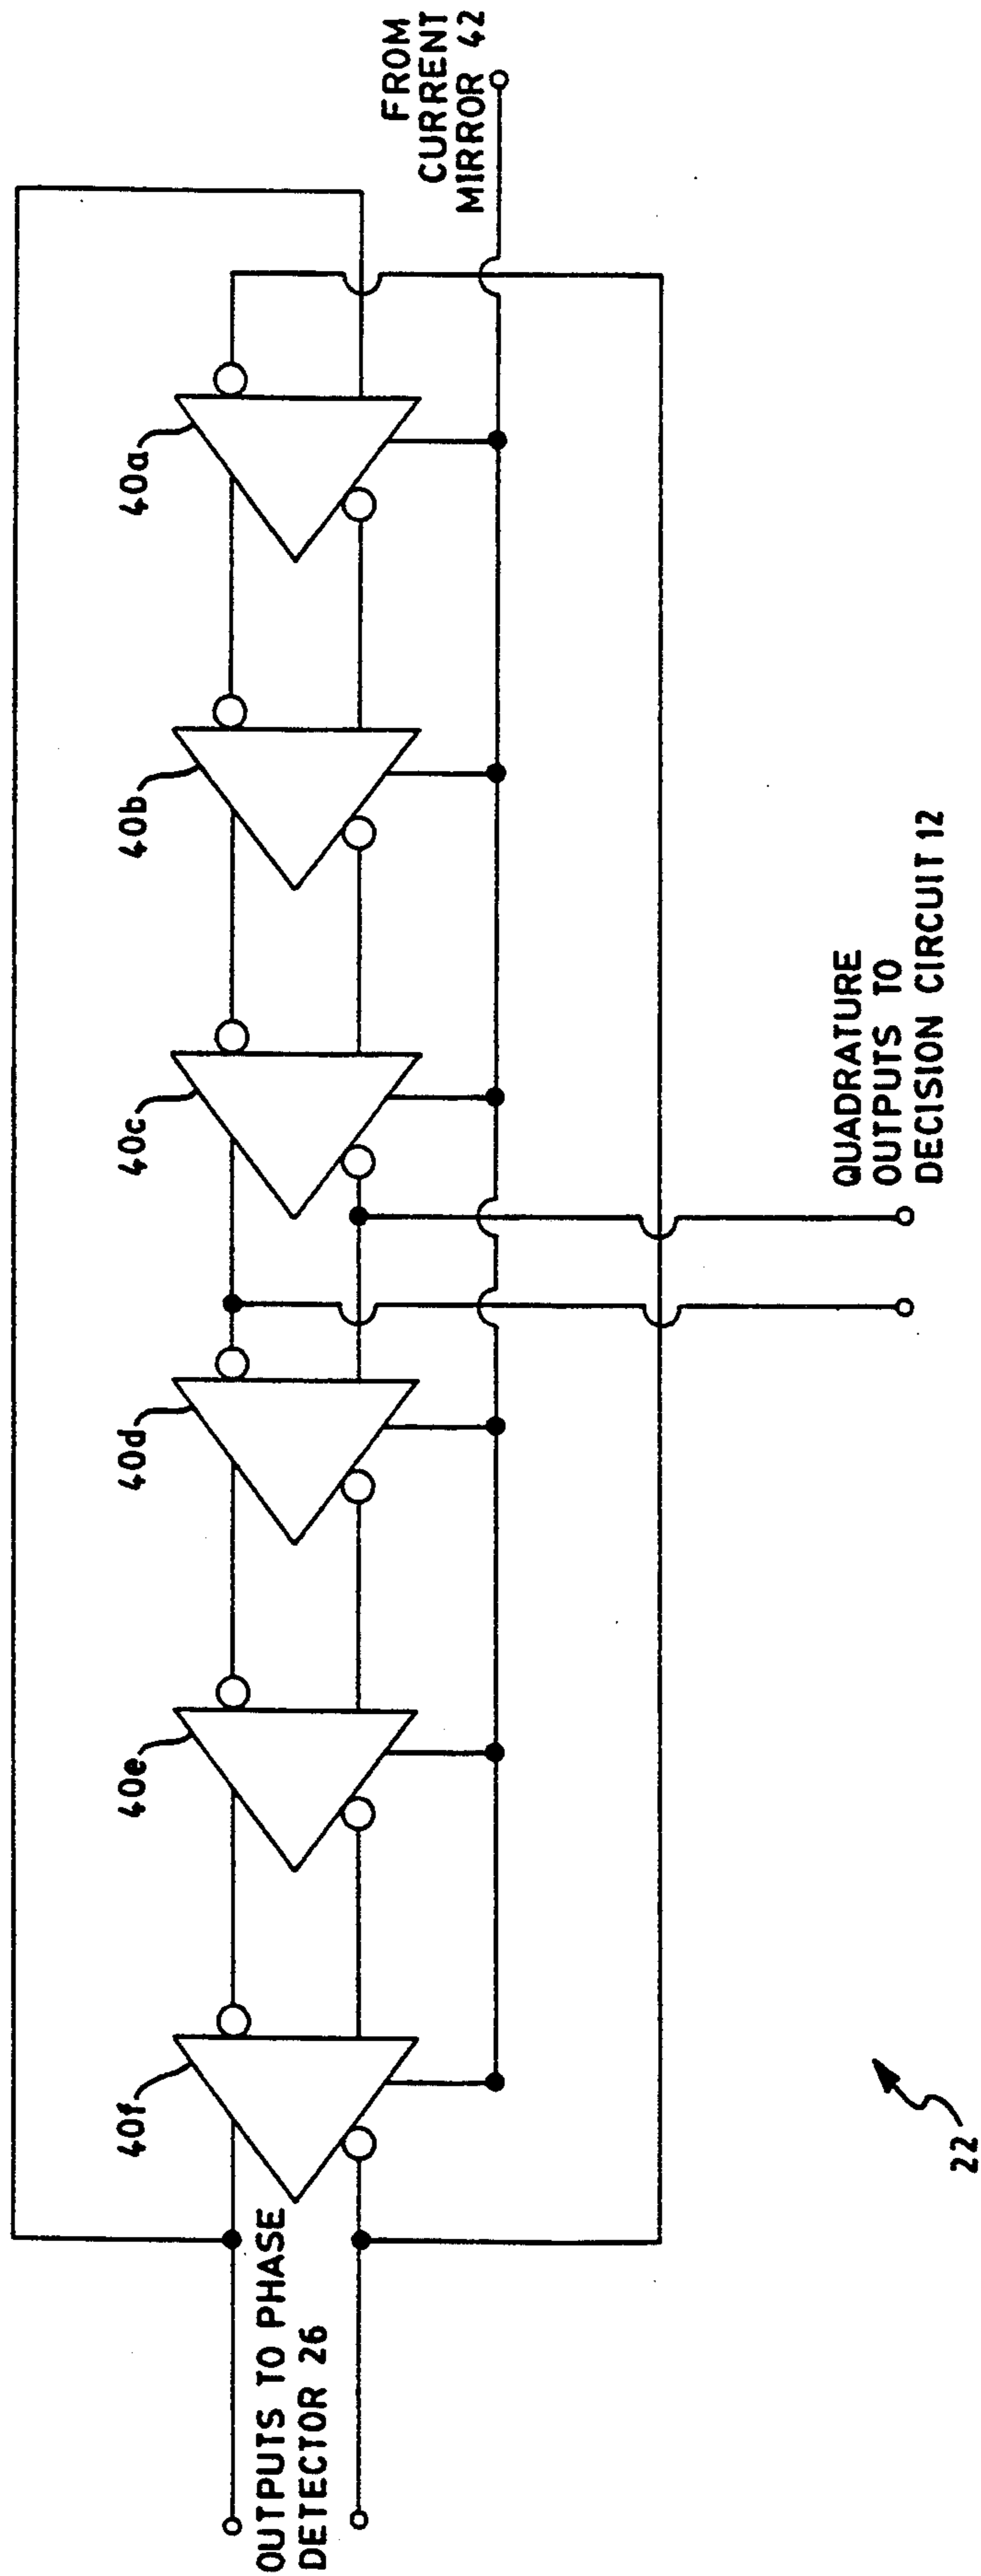 FROM
CURRENT
MIRROR 42
40a
40b
40c
40d
40e
40f
QUADRATURE
OUTPUTS TO
DECISION CIRCUIT 12
OUTPUTS TO PHASE
DETECTOR 26
22